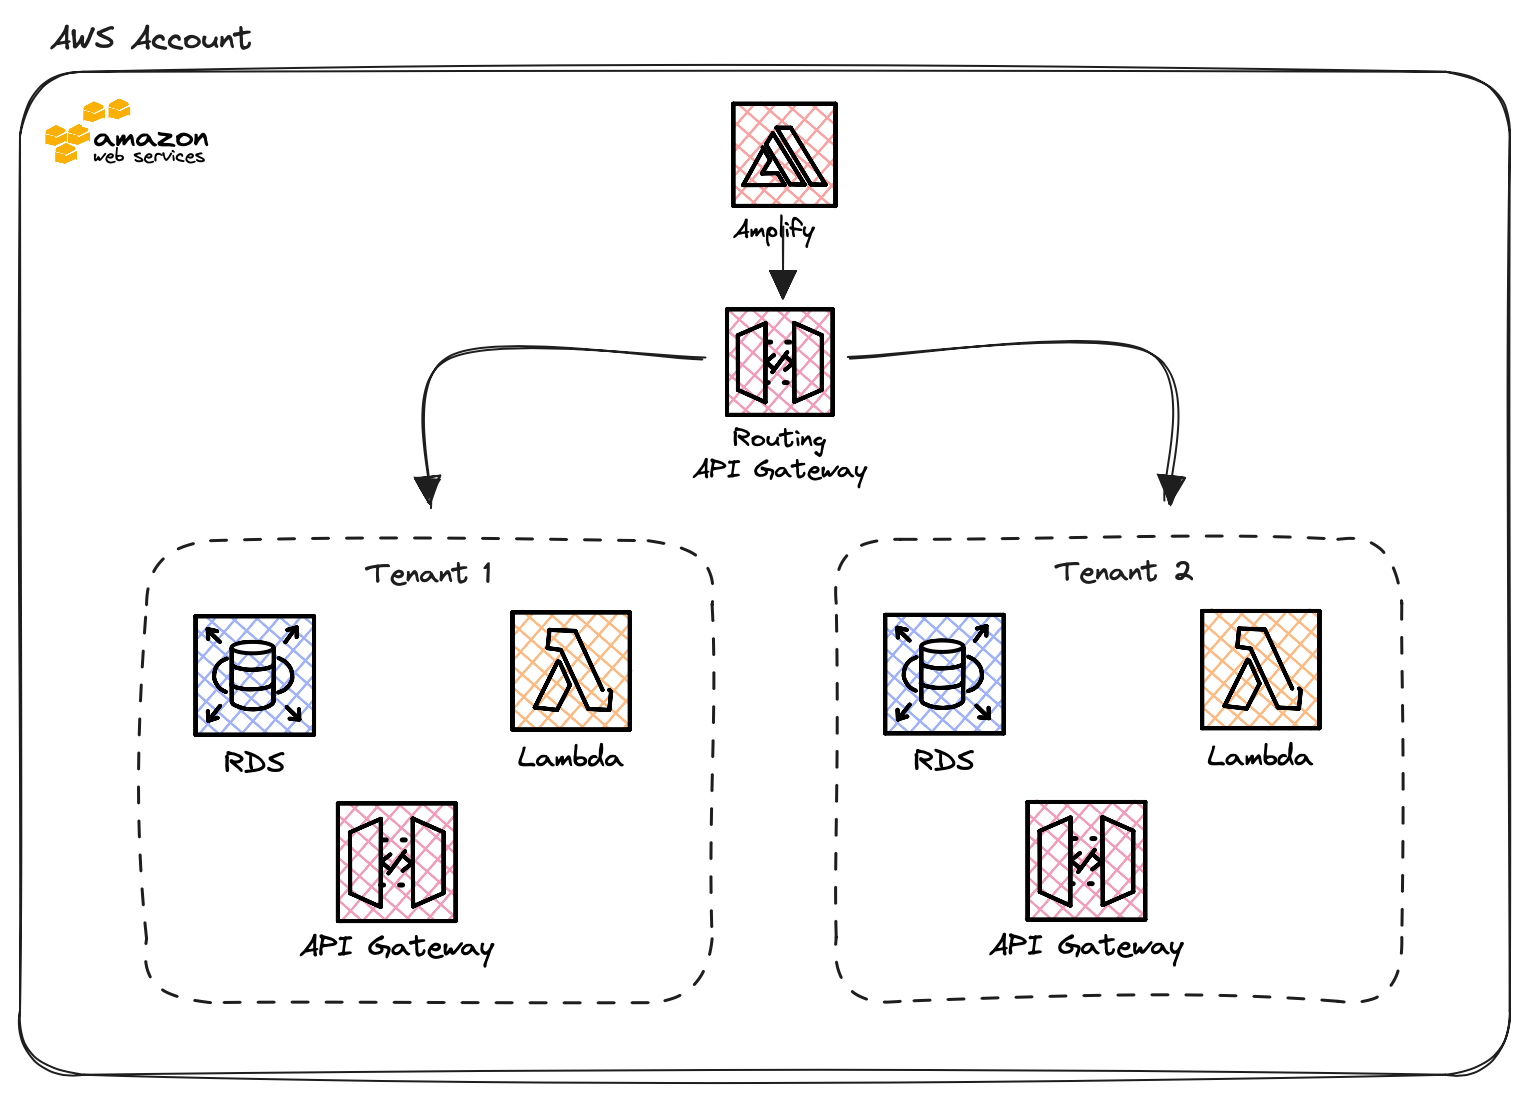 AWS Account
amazon
web services
Amplify
Routing
API Gateway
Tenant 1
Tenant 2
RDS
Lambda
RDS
Lambda
API Gateway
API Gateway